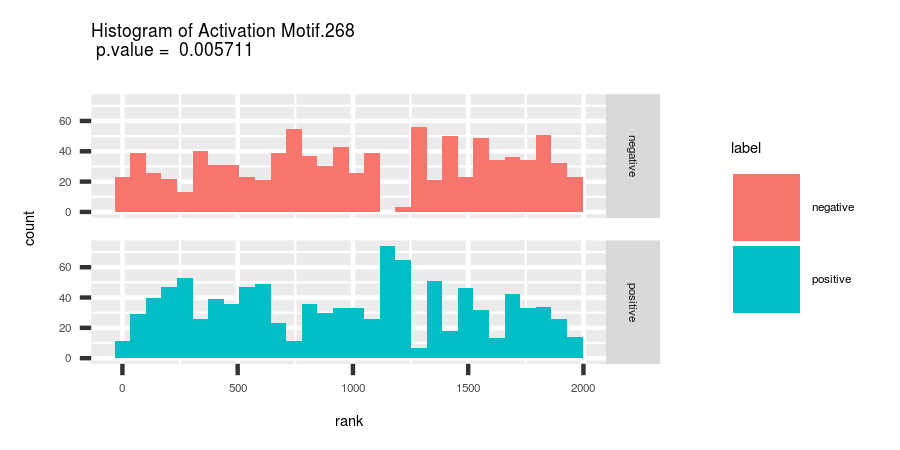 Histogram of Activation Motif.268
p.value =  0.005711
count
60
40
20
0
negative
60
40
20
0
positive
0 500 1000 1500 2000
rank
label
negative
positive